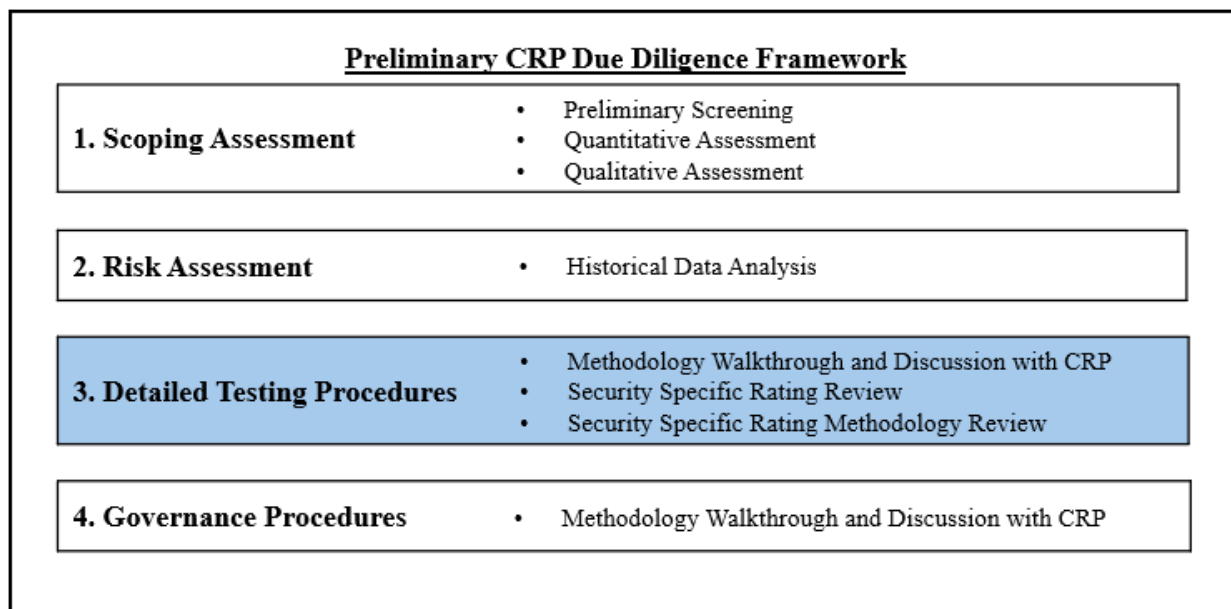 Preliminary CRP Due Diligence Framework
1. Scoping Assessment
• Preliminary Screening
• Quantitative Assessment
• Qualitative Assessment
2. Risk Assessment
• Historical Data Analysis
3. Detailed Testing Procedures
• Methodology Walkthrough and Discussion with CRP
• Security Specific Rating Review
• Security Specific Rating Methodology Review
4. Governance Procedures
• Methodology Walkthrough and Discussion with CRP